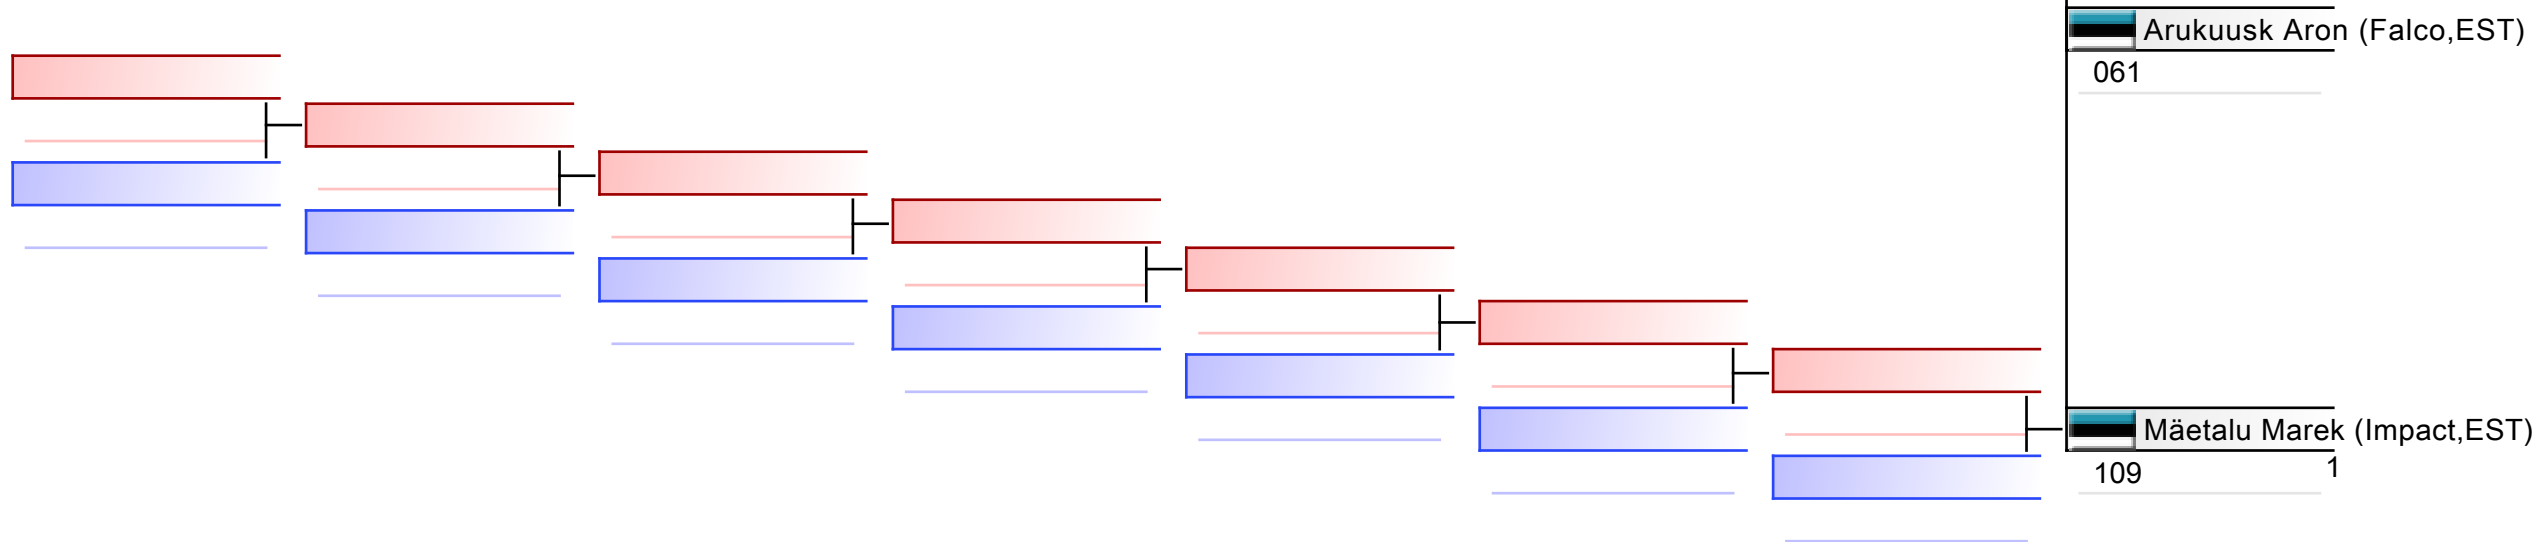 Arukuusk Aron (Falco,EST)
061
Mäetalu Marek (Impact,EST)
109
1